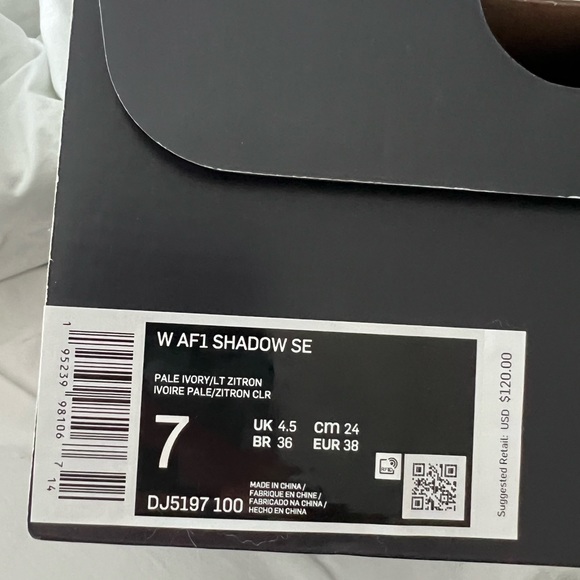 W AF1 SHADOW SE
PALE IVORY/LT ZITRON
IVOIRE PALE/ZITRON CLR
7
UK 4.5 cm 24
BR 36 EUR 38
MADE IN CHINA /
FABRIQUE EN CHINE /
FABRICADO NA CHINA /
HECHO EN CHINA
DJ5197 100
1 95239 98106 7 14
Suggested Retail: USD $120.00